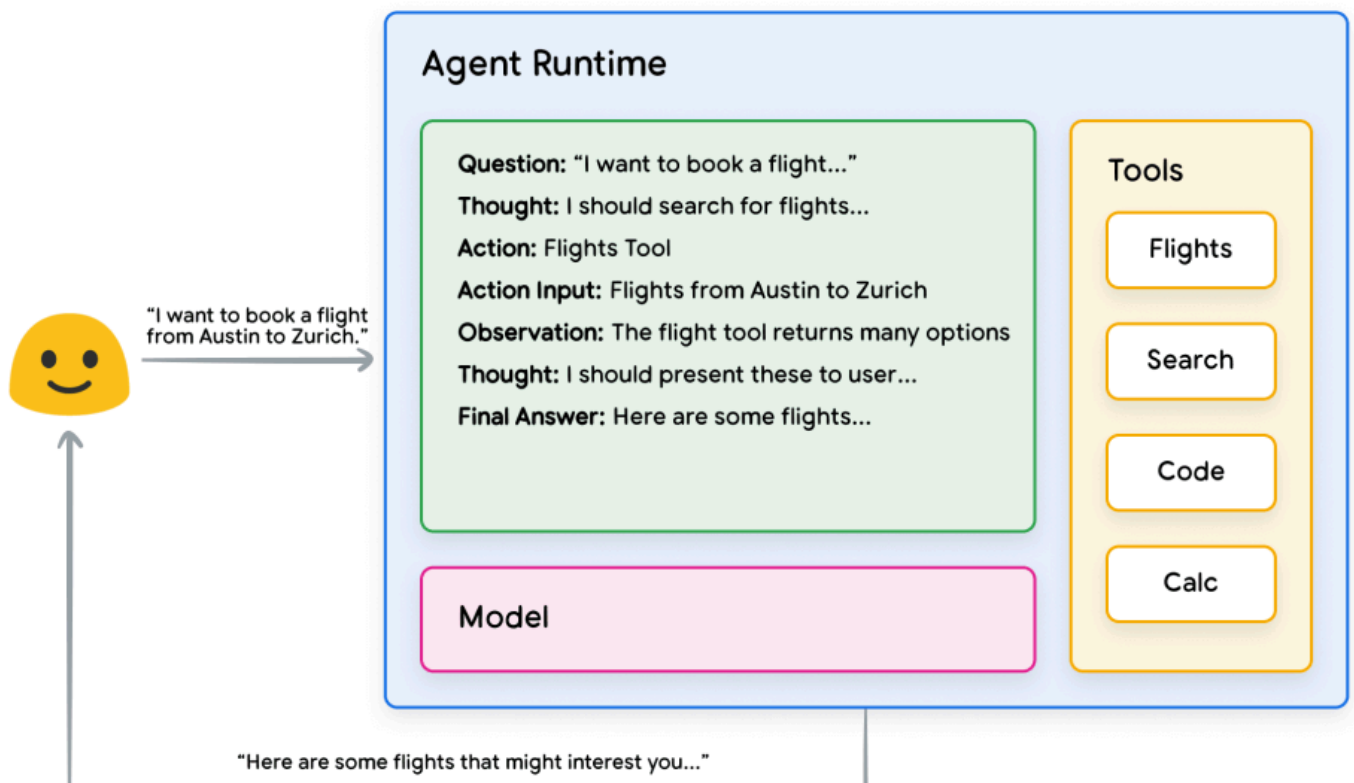 Agent Runtime
Question: “I want to book a flight...”
Thought: I should search for flights...
Action: Flights Tool
Action Input: Flights from Austin to Zurich
Observation: The flight tool returns many options
Thought: I should present these to user...
Final Answer: Here are some flights...
Tools
Flights
Search
Code
Calc
“I want to book a flight
from Austin to Zurich.”
Model
“Here are some flights that might interest you...”